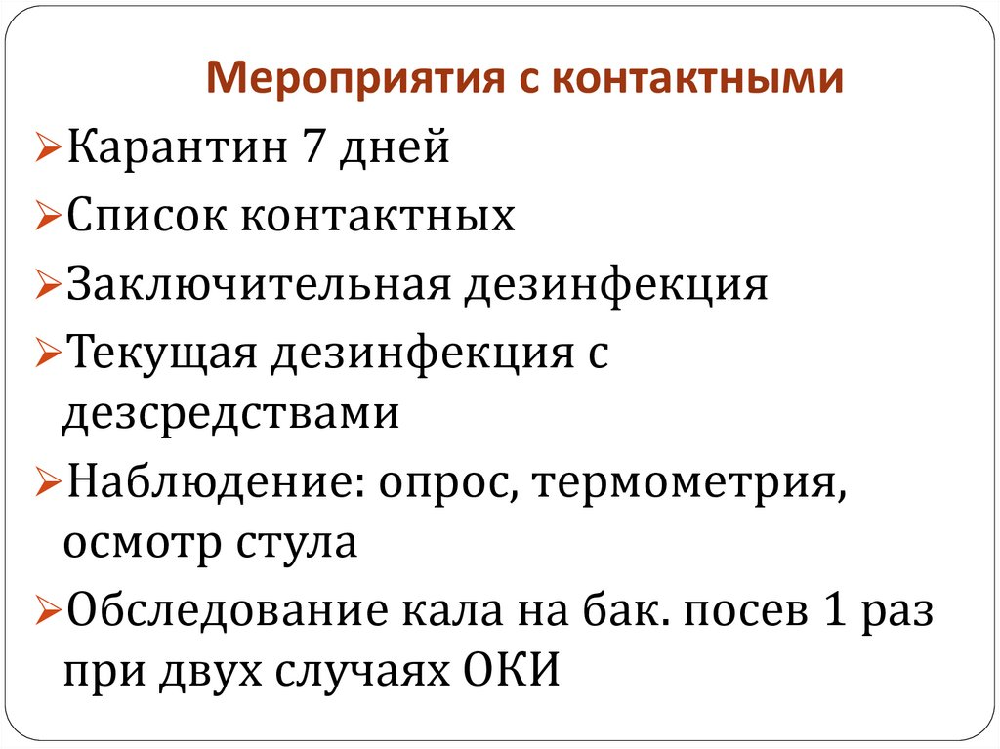 Мероприятия с контактными
➢Карантин 7 дней
➢Список контактных
➢Заключительная дезинфекция
➢Текущая дезинфекция с
дезсредствами
➢Наблюдение: опрос, термометрия,
осмотр стула
➢Обследование кала на бак. посев 1 раз
при двух случаях ОКИ